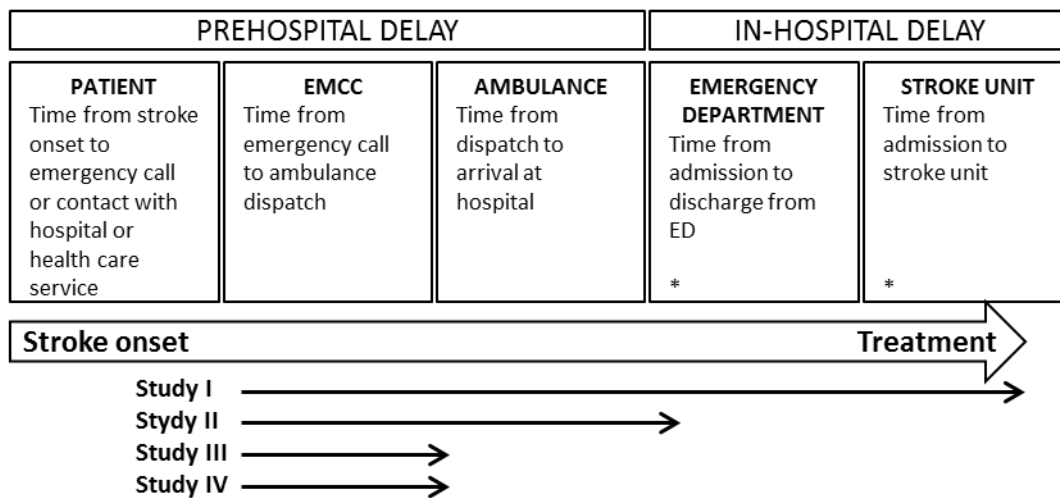 PREHOSPITAL DELAY
IN-HOSPITAL DELAY
PATIENT
Time from stroke
onset to
emergency call
or contact with
hospital or
health care
service
EMCC
Time from
emergency call
to ambulance
dispatch
AMBULANCE
Time from
dispatch to
arrival at
hospital
EMERGENCY
DEPARTMENT
Time from
admission to
discharge from
ED
*
STROKE UNIT
Time from
admission to
stroke unit
*
Stroke onset
Treatment
Study I
Stydy II
Study III
Study IV